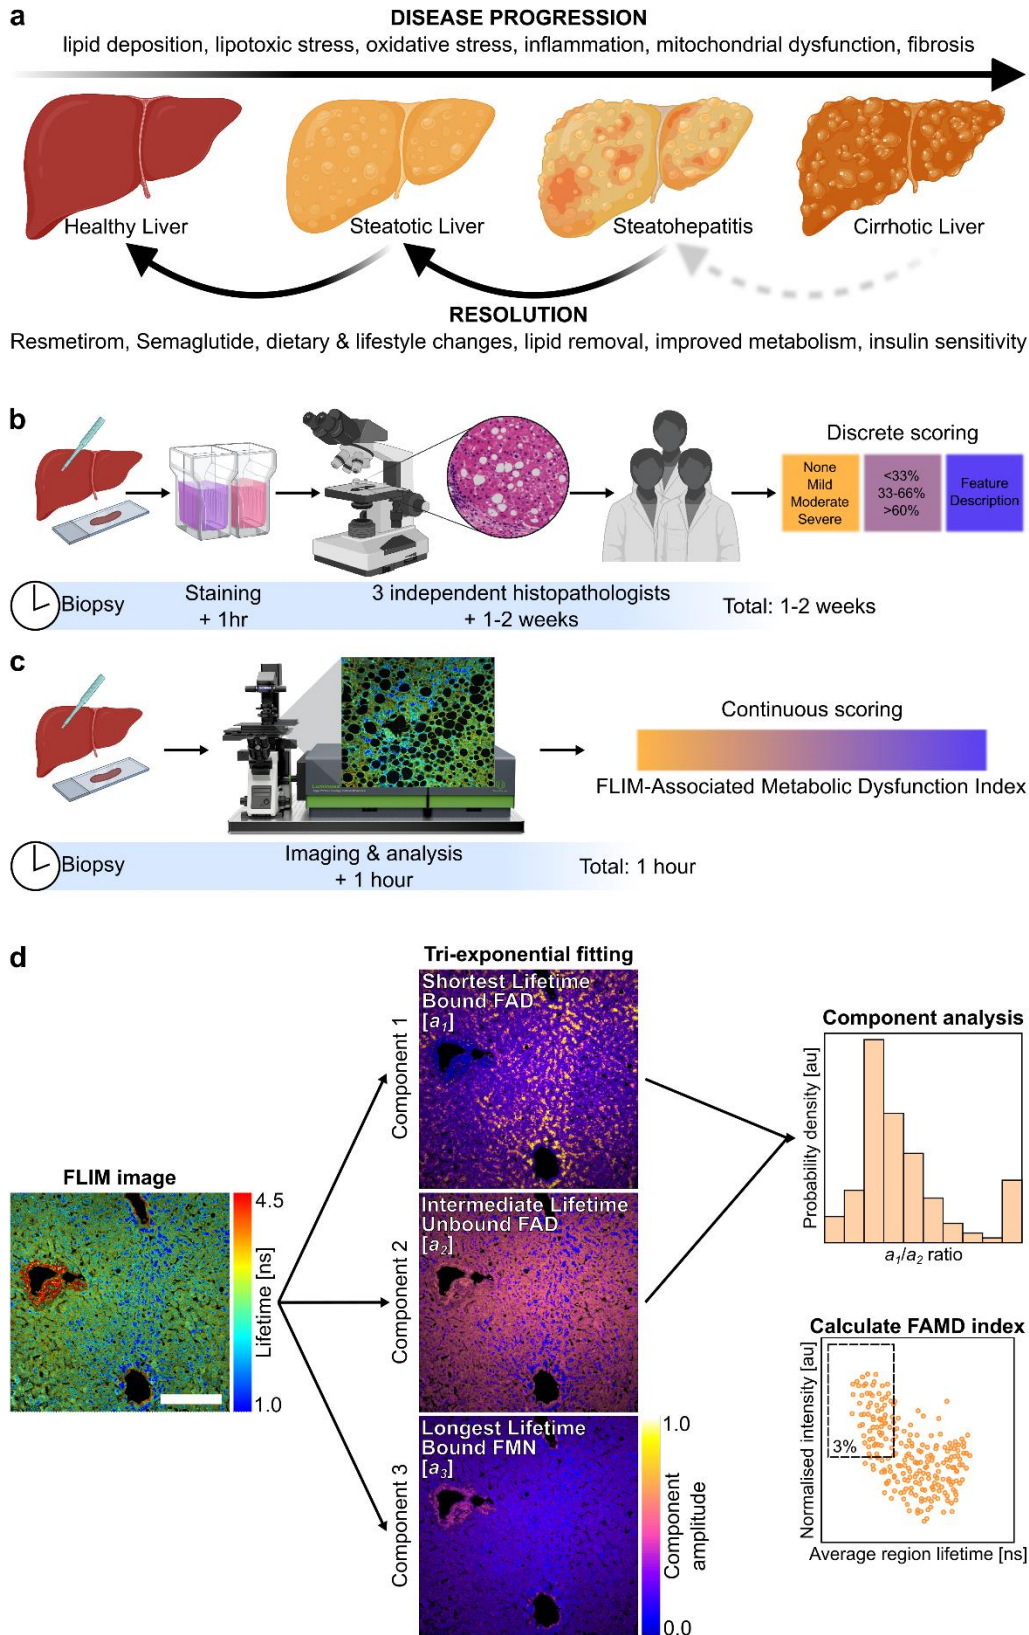 a
DISEASE PROGRESSION
lipid deposition, lipotoxic stress, oxidative stress, inflammation, mitochondrial dysfunction, fibrosis
Healthy Liver
Steatotic Liver
Steatohepatitis
Cirrhotic Liver
RESOLUTION
Resmetirom, Semaglutide, dietary & lifestyle changes, lipid removal, improved metabolism, insulin sensitivity
b
Discrete scoring
None
Mild
Moderate
Severe
<33%
33-66%
>60%
Feature
Description
Biopsy
Staining
+ 1hr
3 independent histopathologists
+ 1-2 weeks
Total: 1-2 weeks
c
Continuous scoring
FLIM-Associated Metabolic Dysfunction Index
Biopsy
Imaging & analysis
+ 1 hour
Total: 1 hour
d
Tri-exponential fitting
FLIM image
4.5
Lifetime [ns]
1.0
Component 1
Shortest Lifetime
Bound FAD
[a₁]
Component 2
Intermediate Lifetime
Unbound FAD
[a₂]
Component 3
Longest Lifetime
Bound FMN
[a₃]
1.0
Component
amplitude
0.0
Component analysis
Probability density [au]
a₁/a₂ ratio
Calculate FAMD index
Normalised intensity [au]
3%
Average region lifetime [ns]